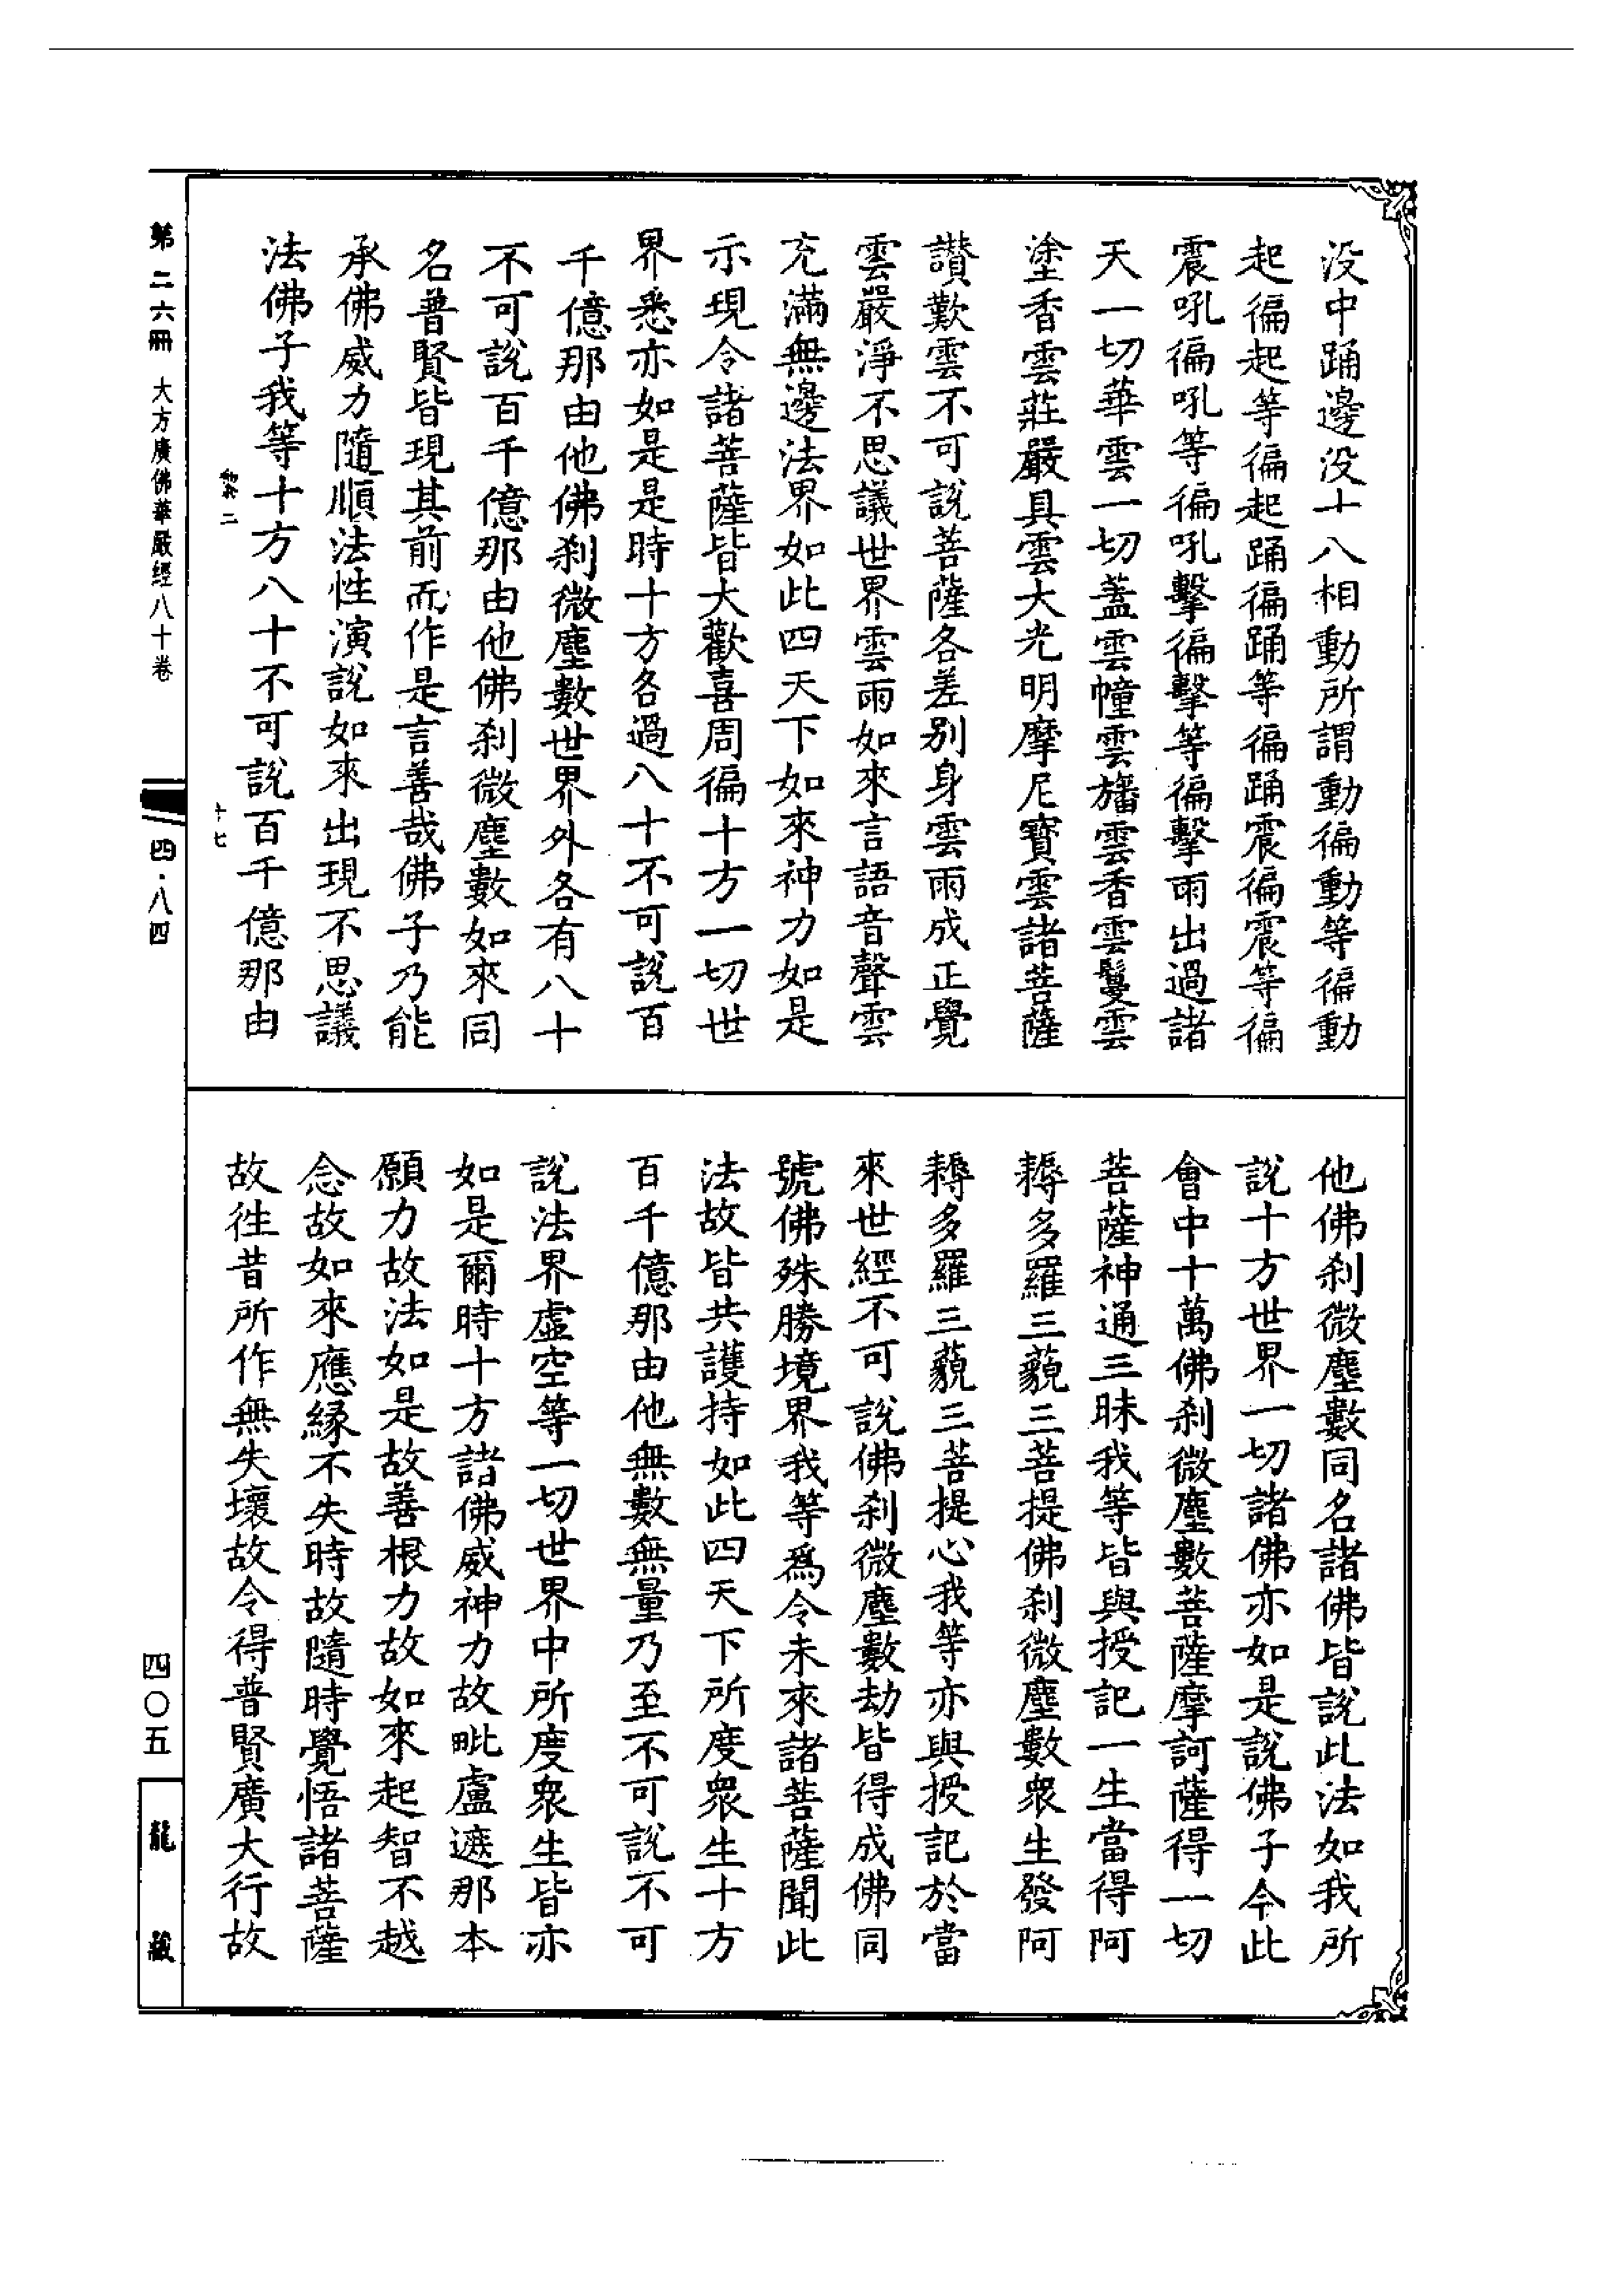 没中踊邊没十八相動所謂動徧動等徧動
起徧起等徧起踊徧踊等徧踊震徧震等徧
震吼徧吼等徧吼擊徧擊等徧擊雨出過諸
天一切華雲一切蓋雲幢雲旛雲香雲鬘雲
塗香雲莊嚴具雲大光明摩尼寶雲諸菩薩
讚歎雲不可說菩薩各差別身雲雨成正覺
雲嚴淨不思議世界雲雨如來言語音聲雲
充滿無邊法界如此四天下如來神力如是
示現令諸菩薩皆大歡喜周徧十方一切世
界悉亦如是是時十方各過八十不可說百
千億那由他佛刹微塵數世界外各有八十
不可說百千億那由他佛刹微塵數如來同
名普賢皆現其前而作是言善哉佛子乃能
承佛威力隨順法性演說如來出現不思議
法佛子我等十方八十不可說百千億那由
他佛刹微塵數同名諸佛皆說此法如我所
說十方世界一切諸佛亦如是說佛子今此
會中十萬佛刹微塵數菩薩摩訶薩得一切
菩薩神通三昧我等皆與授記一生當得阿
耨多羅三藐三菩提佛刹微塵數衆生發阿
耨多羅三藐三菩提心我等亦與授記於當
來世經不可說佛刹微塵數劫皆得成佛同
號佛殊勝境界我等爲令未來諸菩薩聞此
法故皆共護持如此四天下所度衆生十方
百千億那由他無數無量乃至不可說不可
說法界虛空等一切世界中所度衆生皆亦
如是爾時十方諸佛威神力故毗盧遮那本
願力故法如是故善根力故如來起智不越
念故如來應緣不失時故隨時覺悟諸菩薩
故徃昔所作無失壞故令得普賢廣大行故
二
十七
第二六冊 大方廣佛華嚴經八十卷
四·八四
四〇五
龍藏